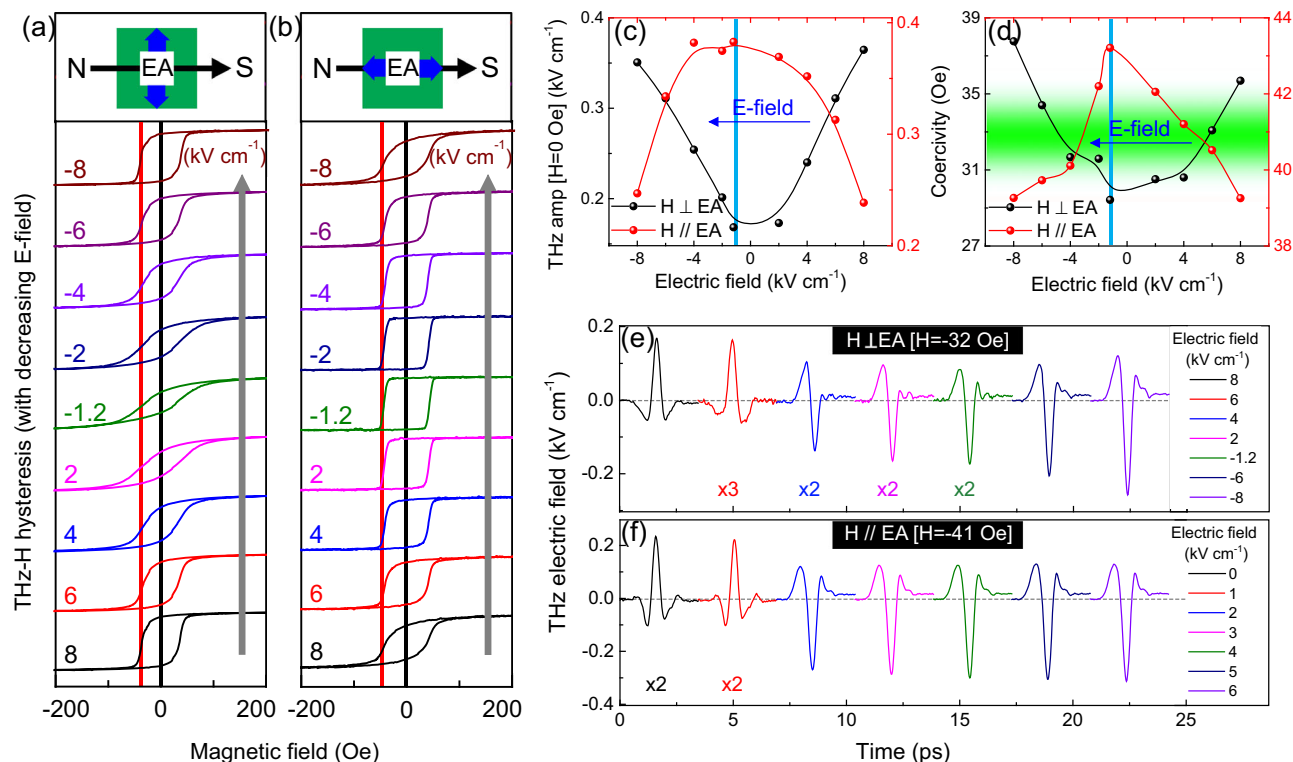 (a)
N EA S
(b)
N EA S
THz-H hysteresis (with decreasing E-field)
(kV cm⁻¹)
-8
-6
-4
-2
-1.2
2
4
6
8
(kV cm⁻¹)
-8
-6
-4
-2
-1.2
2
4
6
8
-200 0 200
-200 0 200
Magnetic field (Oe)
(c)
THz amp [H=0 Oe] (kV cm⁻¹)
0.4
0.3
0.2
0.4
0.3
0.2
E-field
H ⊥ EA
H // EA
-8 -4 0 4 8
Electric field (kV cm⁻¹)
(d)
Coercivity (Oe)
39
35
31
27
44
43
42
41
40
39
38
E-field
H ⊥ EA
H // EA
-8 -4 0 4 8
Electric field (kV cm⁻¹)
THz electric field (kV cm⁻¹)
(e)
H⊥EA [H=-32 Oe]
0.2
0.0
-0.2
x3 x2 x2 x2
Electric field
(kV cm⁻¹)
8
6
4
2
-1.2
-6
-8
(f)
H // EA [H=-41 Oe]
0.2
0.0
-0.2
-0.4
x2 x2
Electric field
(kV cm⁻¹)
0
1
2
3
4
5
6
0 5 10 15 20 25
Time (ps)